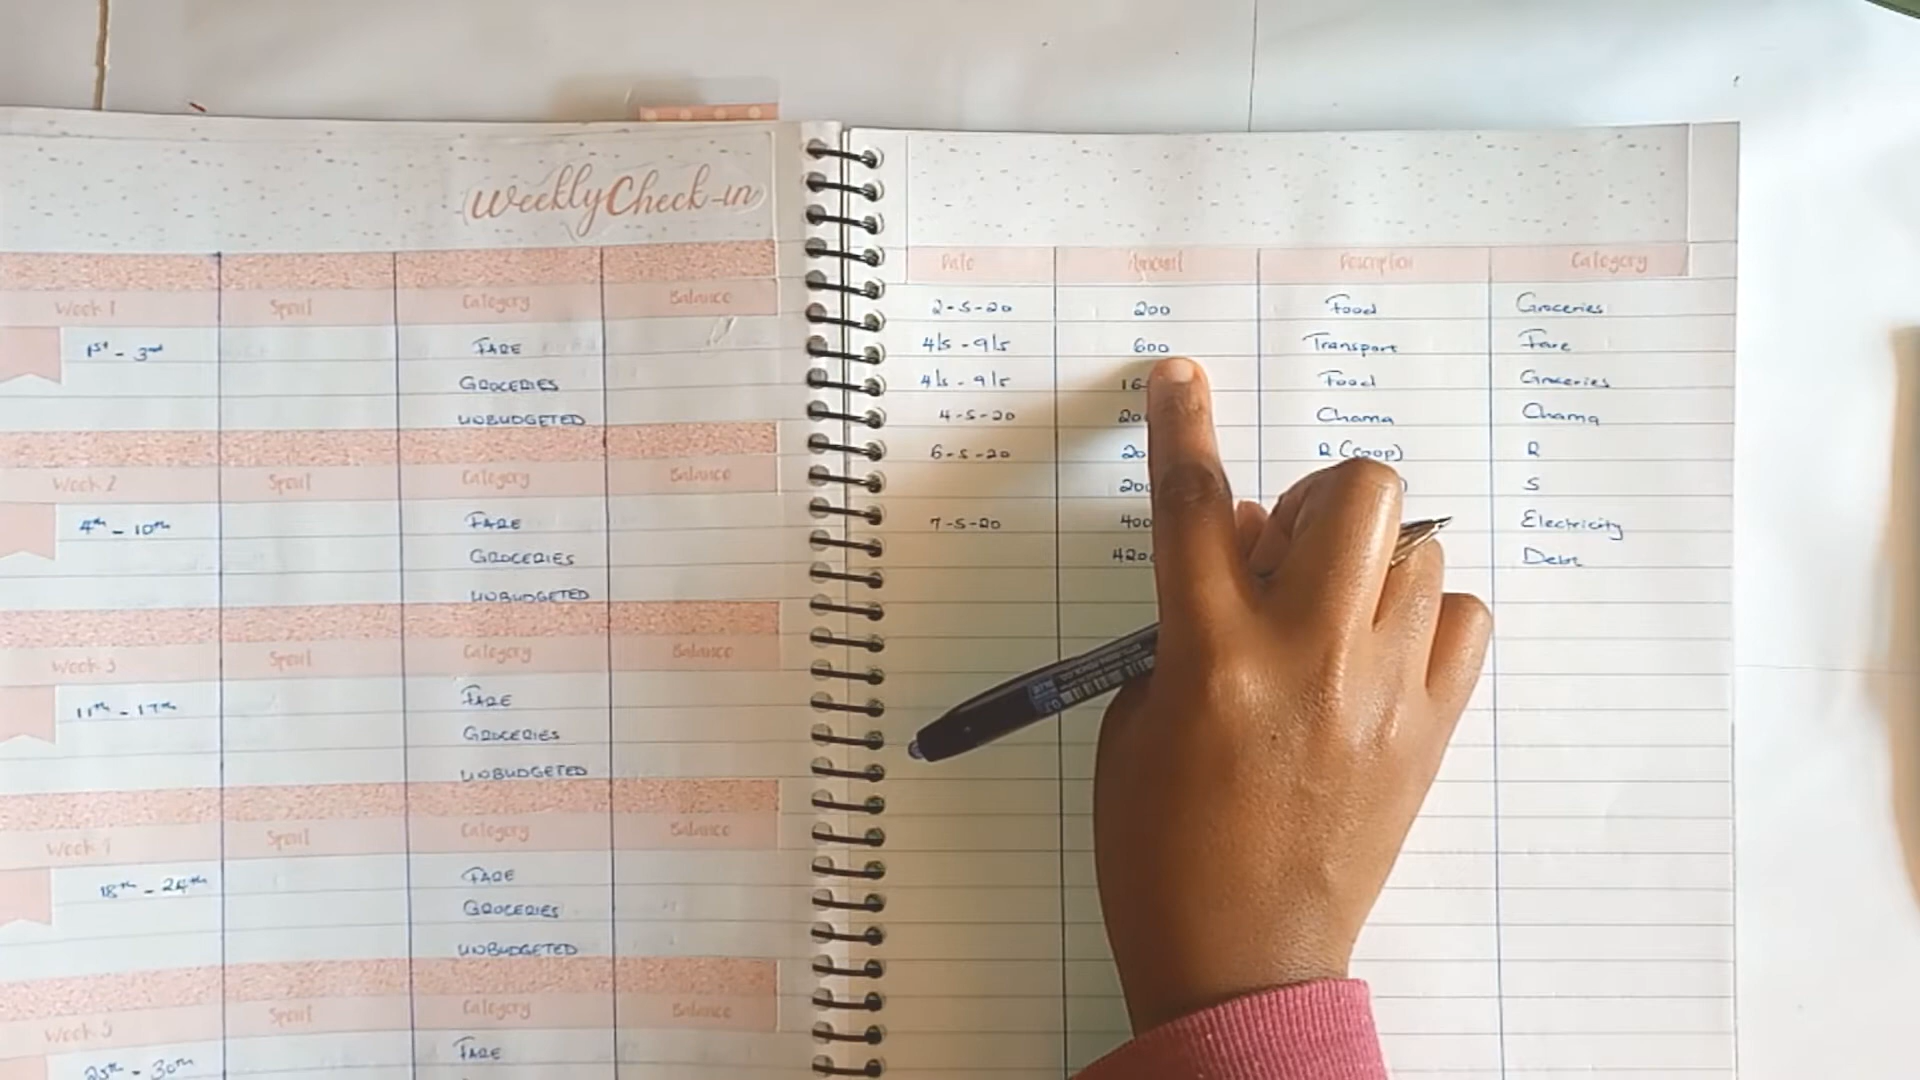 Weekly Check-in
Week 1 Spent Category Balance
1st - 3rd FARE
GROCERIES
UNBUDGETED
Week 2 Spent Category Balance
4th - 10th FARE
GROCERIES
UNBUDGETED
Week 3 Spent Category Balance
11th - 17th FARE
GROCERIES
UNBUDGETED
Week 4 Spent Category Balance
18th - 24th FARE
GROCERIES
UNBUDGETED
Week 5 Spent Category Balance
25th - 30th FARE
Date Amount Description Category
2-5-20 200 Food Groceries
4/5 - 9/5 600 Transport Fare
4/5 - 9/5 Food Groceries
4-5-20 Chama Chama
6-5-20 R (coop) R
S
7-5-20 Electricity
Debt